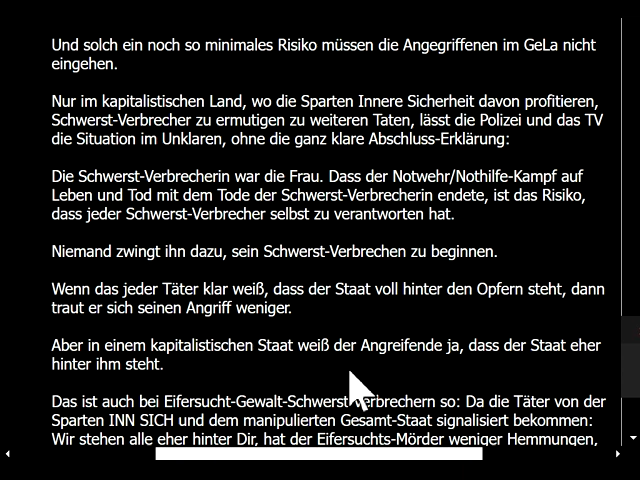 Und solch ein noch so minimales Risiko müssen die Angegriffenen im GeLa nicht
eingehen.
Nur im kapitalistischen Land, wo die Sparten Innere Sicherheit davon profitieren,
Schwerst-Verbrecher zu ermutigen zu weiteren Taten, lässt die Polizei und das TV
die Situation im Unklaren, ohne die ganz klare Abschluss-Erklärung:
Die Schwerst-Verbrecherin war die Frau. Dass der Notwehr/Nothilfe-Kampf auf
Leben und Tod mit dem Tode der Schwerst-Verbrecherin endete, ist das Risiko,
dass jeder Schwerst-Verbrecher selbst zu verantworten hat.
Niemand zwingt ihn dazu, sein Schwerst-Verbrechen zu beginnen.
Wenn das jeder Täter klar weiß, dass der Staat voll hinter den Opfern steht, dann
traut er sich seinen Angriff weniger.
Aber in einem kapitalistischen Staat weiß der Angreifende ja, dass der Staat eher
hinter ihm steht.
Das ist auch bei Eifersucht-Gewalt-Schwerst-Verbrechern so: Da die Täter von der
Sparten INN SICH und dem manipulierten Gesamt-Staat signalisiert bekommen:
Wir stehen alle eher hinter Dir, hat der Eifersuchts-Mörder weniger Hemmungen,